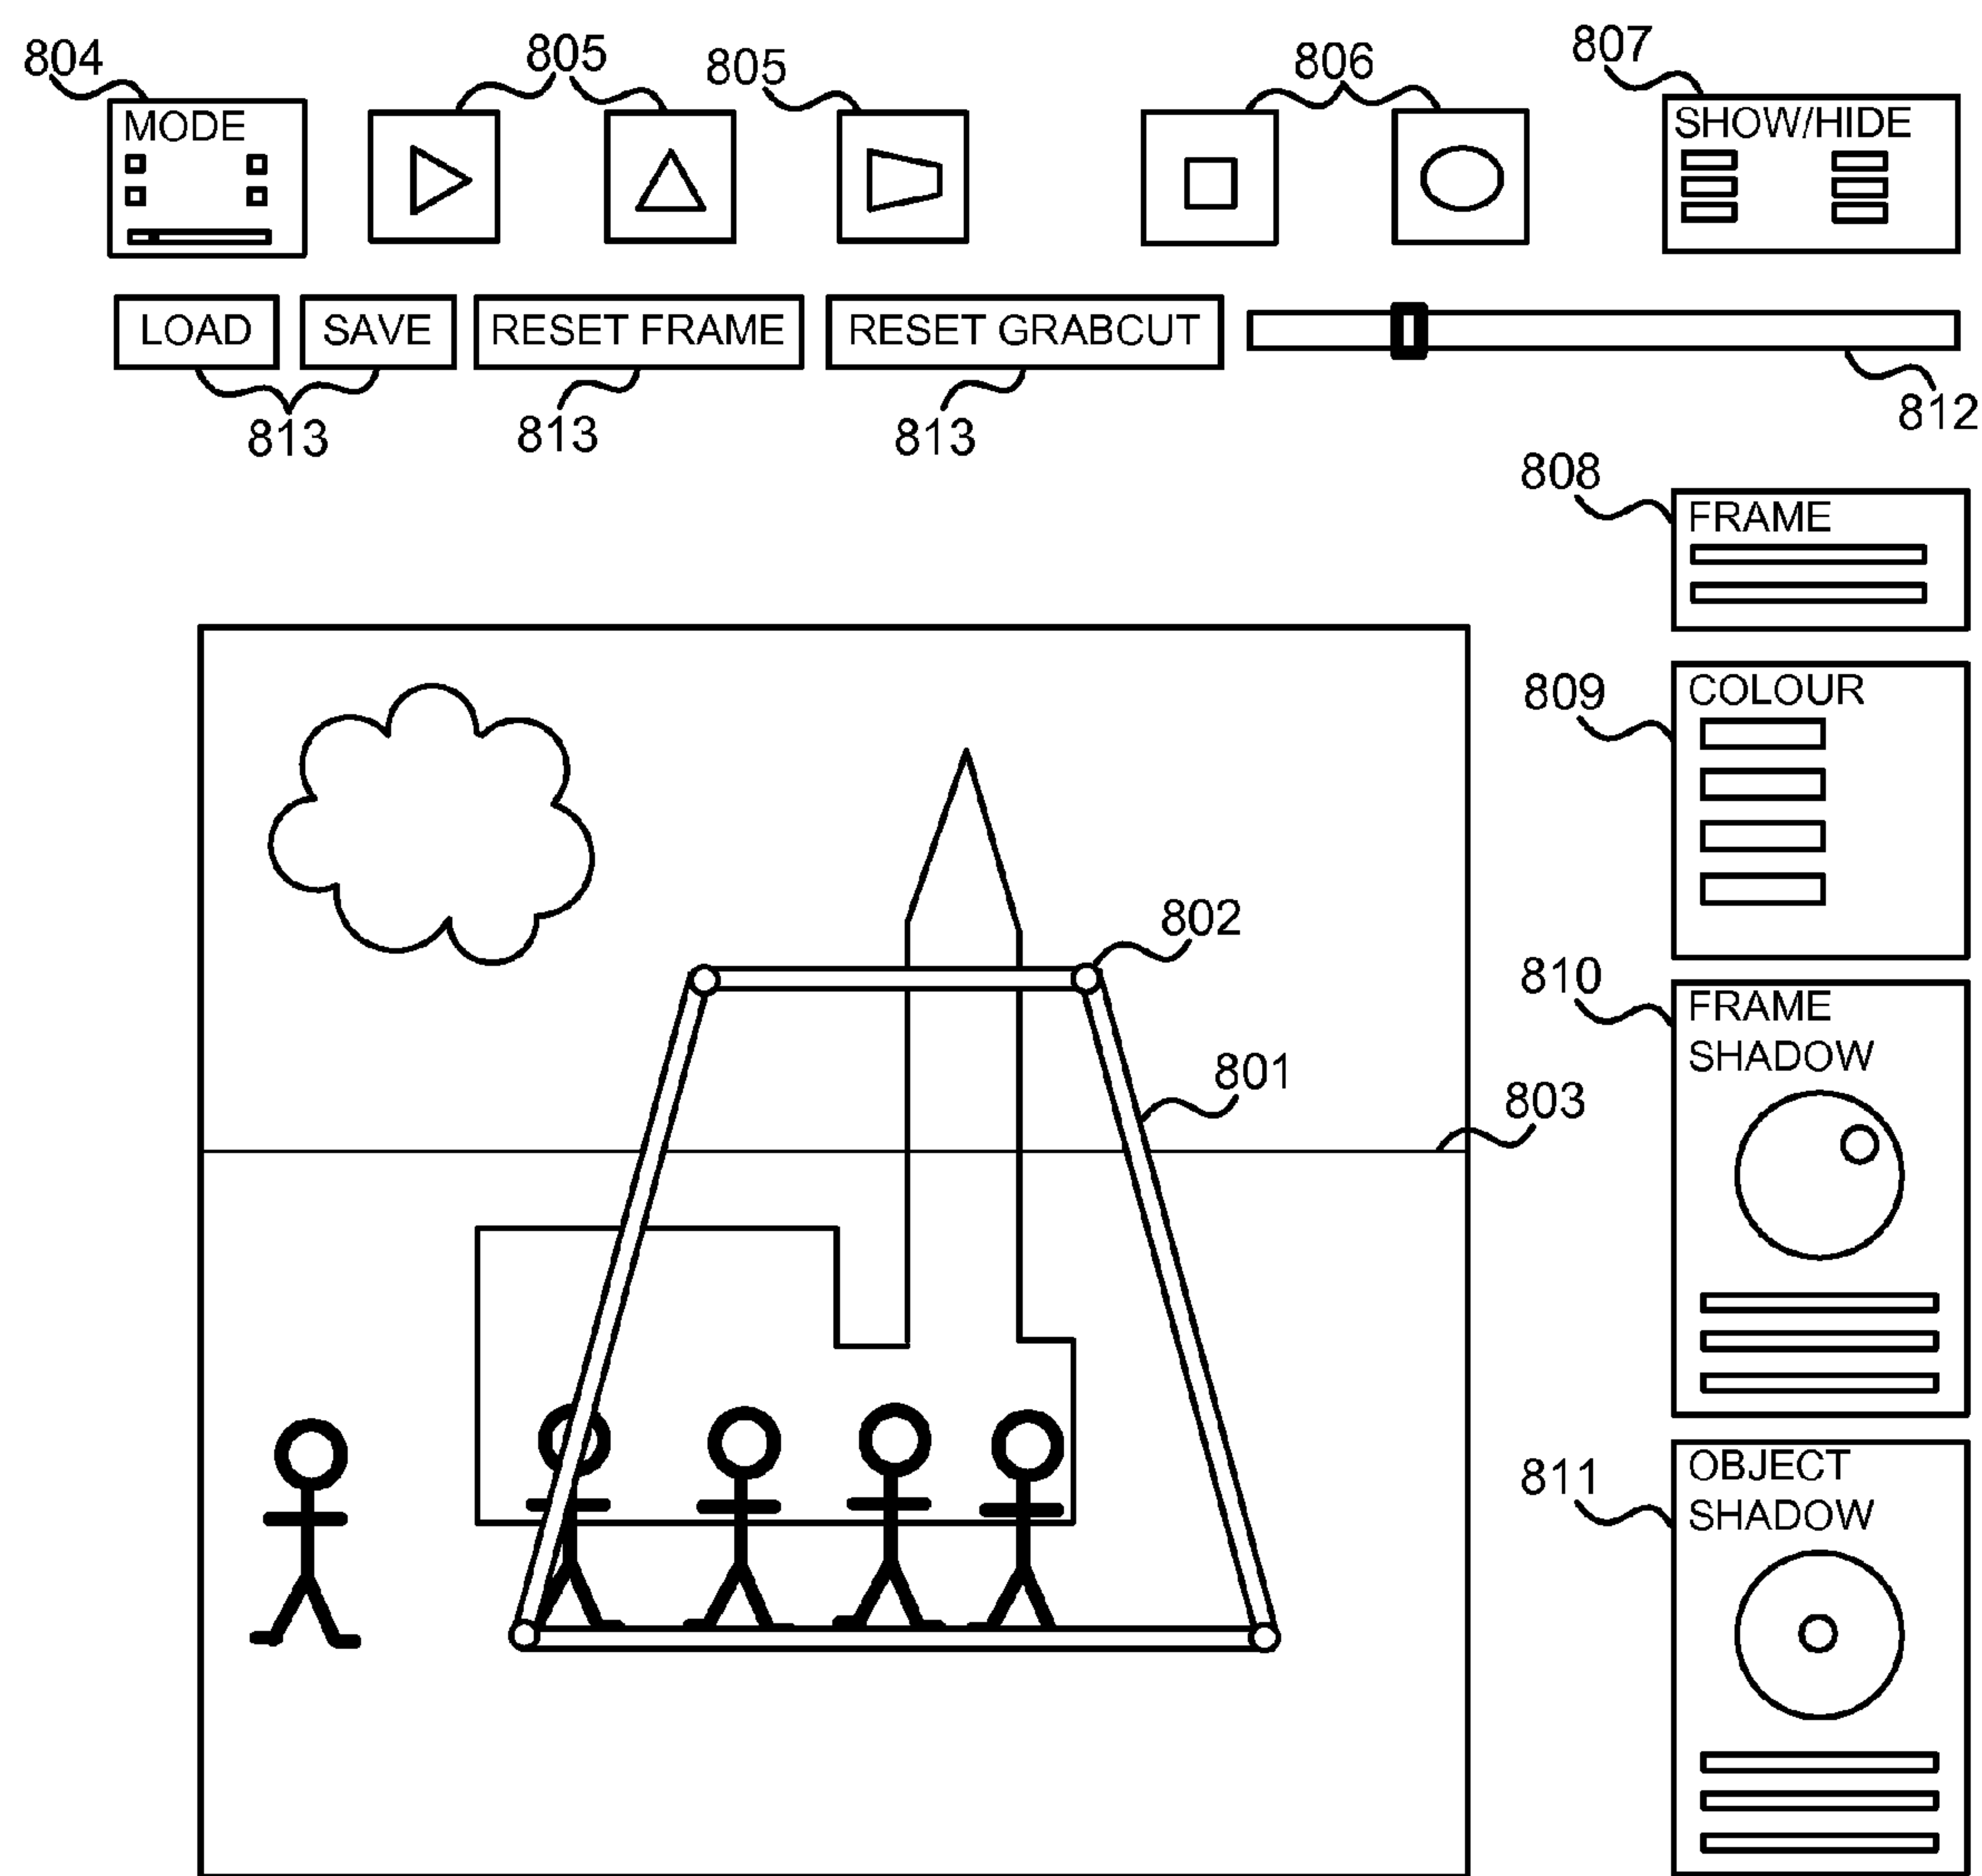 804
805
805
806
807
MODE
SHOW/HIDE
LOAD
SAVE
RESET FRAME
RESET GRABCUT
813
813
813
812
808
FRAME
809
COLOUR
802
810
FRAME
SHADOW
801
803
811
OBJECT
SHADOW